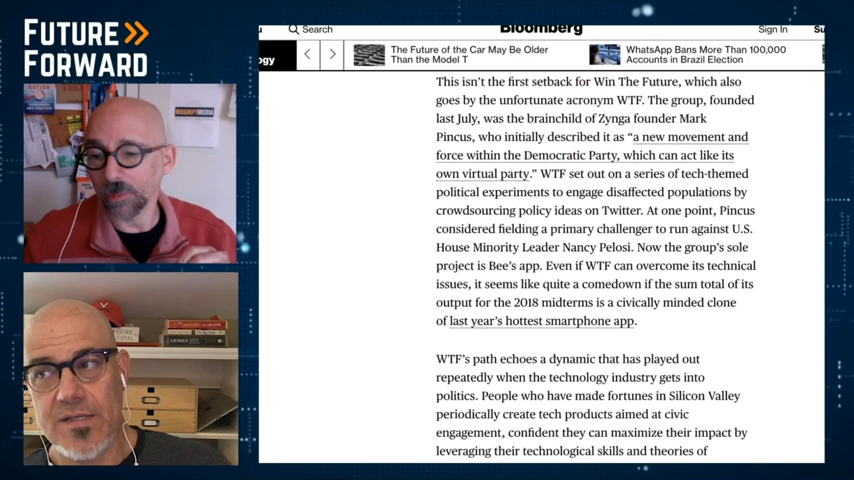 FUTURE
FORWARD
Search
Bloomberg
Sign In
Su
ogy
The Future of the Car May Be Older
Than the Model T
WhatsApp Bans More Than 100,000
Accounts in Brazil Election
This isn't the first setback for Win The Future, which also
goes by the unfortunate acronym WTF. The group, founded
last July, was the brainchild of Zynga founder Mark
Pincus, who initially described it as “a new movement and
force within the Democratic Party, which can act like its
own virtual party.” WTF set out on a series of tech-themed
political experiments to engage disaffected populations by
crowdsourcing policy ideas on Twitter. At one point, Pincus
considered fielding a primary challenger to run against U.S.
House Minority Leader Nancy Pelosi. Now the group's sole
project is Bee's app. Even if WTF can overcome its technical
issues, it seems like quite a comedown if the sum total of its
output for the 2018 midterms is a civically minded clone
of last year's hottest smartphone app.
WTF's path echoes a dynamic that has played out
repeatedly when the technology industry gets into
politics. People who have made fortunes in Silicon Valley
periodically create tech products aimed at civic
engagement, confident they can maximize their impact by
leveraging their technological skills and theories of